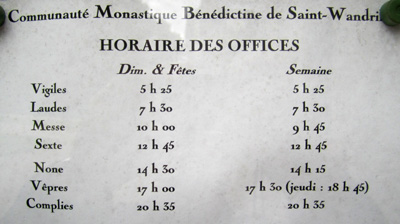 Communauté Monastique Bénédictine de Saint-Wandri
HORAIRE DES OFFICES
Dim. & Fêtes Semaine
Vigiles 5 h 25 5 h 25
Laudes 7 h 30 7 h 30
Messe 10 h 00 9 h 45
Sexte 12 h 45 12 h 45
None 14 h 30 14 h 15
Vêpres 17 h 00 17 h 30 (jeudi : 18 h 45)
Complies 20 h 35 20 h 35